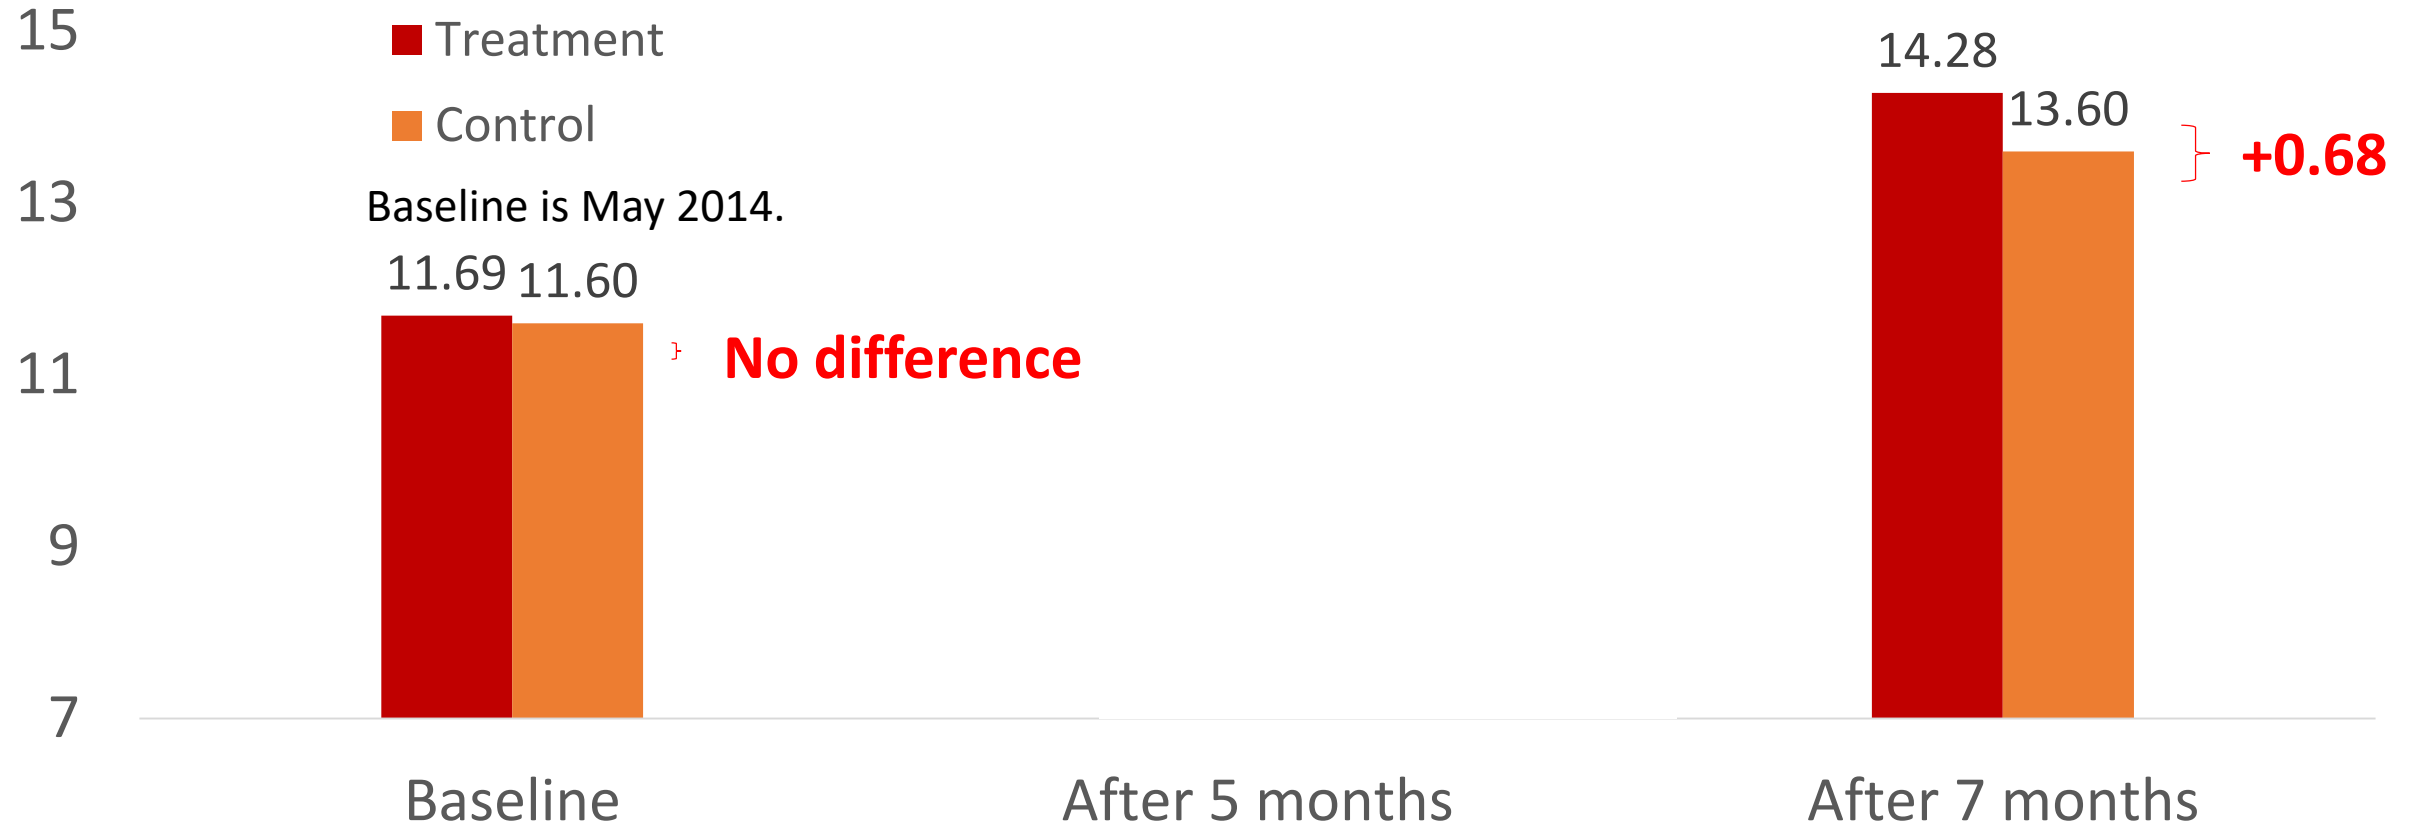 15
Treatment
14.28
13.60
Control
+0.68
13
Baseline is May 2014.
11.69 11.60
No difference
11
9
7
Baseline
After 5 months
After 7 months